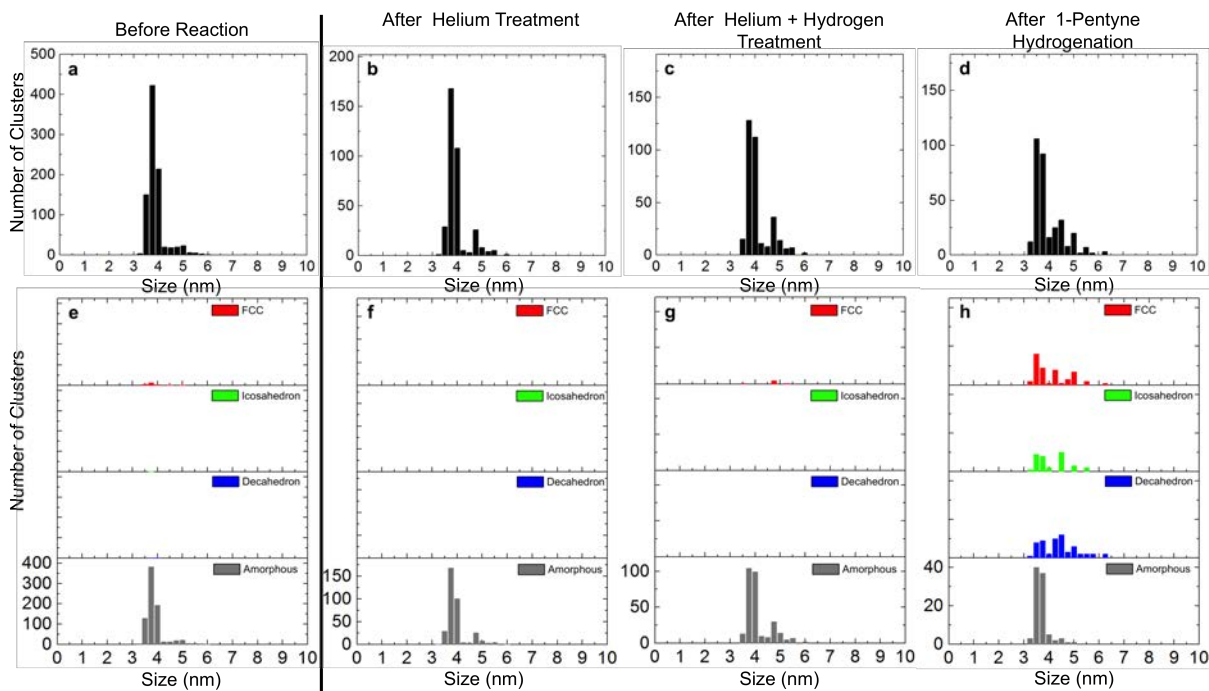 Before Reaction
After Helium Treatment
After Helium + Hydrogen
Treatment
After 1-Pentyne
Hydrogenation
Number of Clusters
500
400
300
200
100
0
a
0 1 2 3 4 5 6 7 8 9 10
Size (nm)
200
150
100
50
0
b
0 1 2 3 4 5 6 7 8 9 10
Size (nm)
150
100
50
0
c
0 1 2 3 4 5 6 7 8 9 10
Size (nm)
150
100
50
0
d
0 1 2 3 4 5 6 7 8 9 10
Size (nm)
Number of Clusters
e
FCC
Icosahedron
Decahedron
Amorphous
400
300
200
100
0
0 1 2 3 4 5 6 7 8 9 10
Size (nm)
f
FCC
Icosahedron
Decahedron
Amorphous
150
100
50
0
0 1 2 3 4 5 6 7 8 9 10
Size (nm)
g
FCC
Icosahedron
Decahedron
Amorphous
100
50
0
0 1 2 3 4 5 6 7 8 9 10
Size (nm)
h
FCC
Icosahedron
Decahedron
Amorphous
40
20
0
0 1 2 3 4 5 6 7 8 9 10
Size (nm)